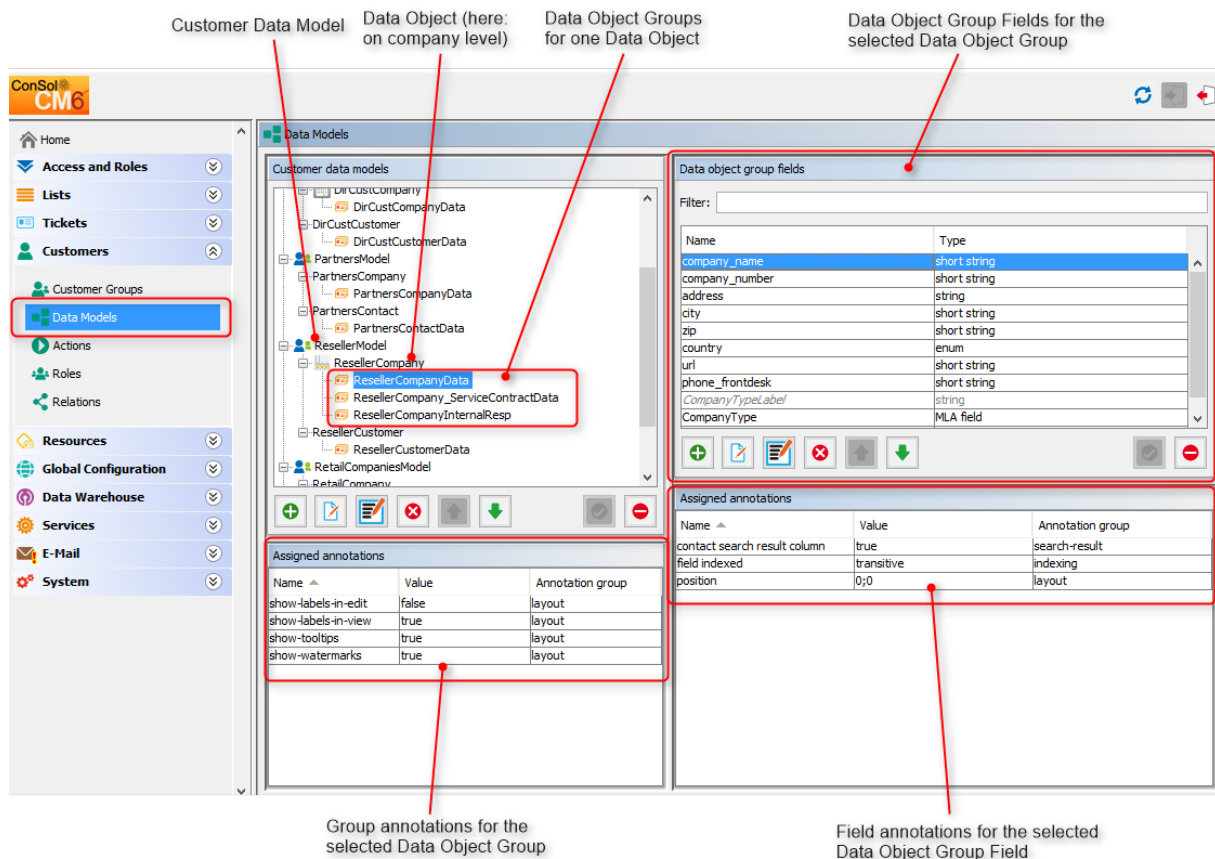 Customer Data Model
Data Object (here:
on company level)
Data Object Groups
for one Data Object
Data Object Group Fields for the
selected Data Object Group
ConSol
CM6
Home
Access and Roles
Lists
Tickets
Customers
Customer Groups
Data Models
Actions
Roles
Relations
Resources
Global Configuration
Data Warehouse
Services
E-Mail
System
Data Models
Customer data models
DirCustCompany
DirCustCompanyData
DirCustCustomer
DirCustCustomerData
PartnersModel
PartnersCompany
PartnersCompanyData
PartnersContact
PartnersContactData
ResellerModel
ResellerCompany
ResellerCompanyData
ResellerCompany_ServiceContractData
ResellerCompanyInternalResp
ResellerCustomer
ResellerCustomerData
RetailCompaniesModel
RetailCompany
Assigned annotations
Name Value Annotation group
show-labels-in-edit false layout
show-labels-in-view true layout
show-tooltips true layout
show-watermarks true layout
Data object group fields
Filter:
Name Type
company_name short string
company_number short string
address string
city short string
zip short string
country enum
url short string
phone_frontdesk short string
CompanyTypeLabel string
CompanyType MLA field
Assigned annotations
Name Value Annotation group
contact search result column true search-result
field indexed transitive indexing
position 0;0 layout
Group annotations for the
selected Data Object Group
Field annotations for the selected
Data Object Group Field